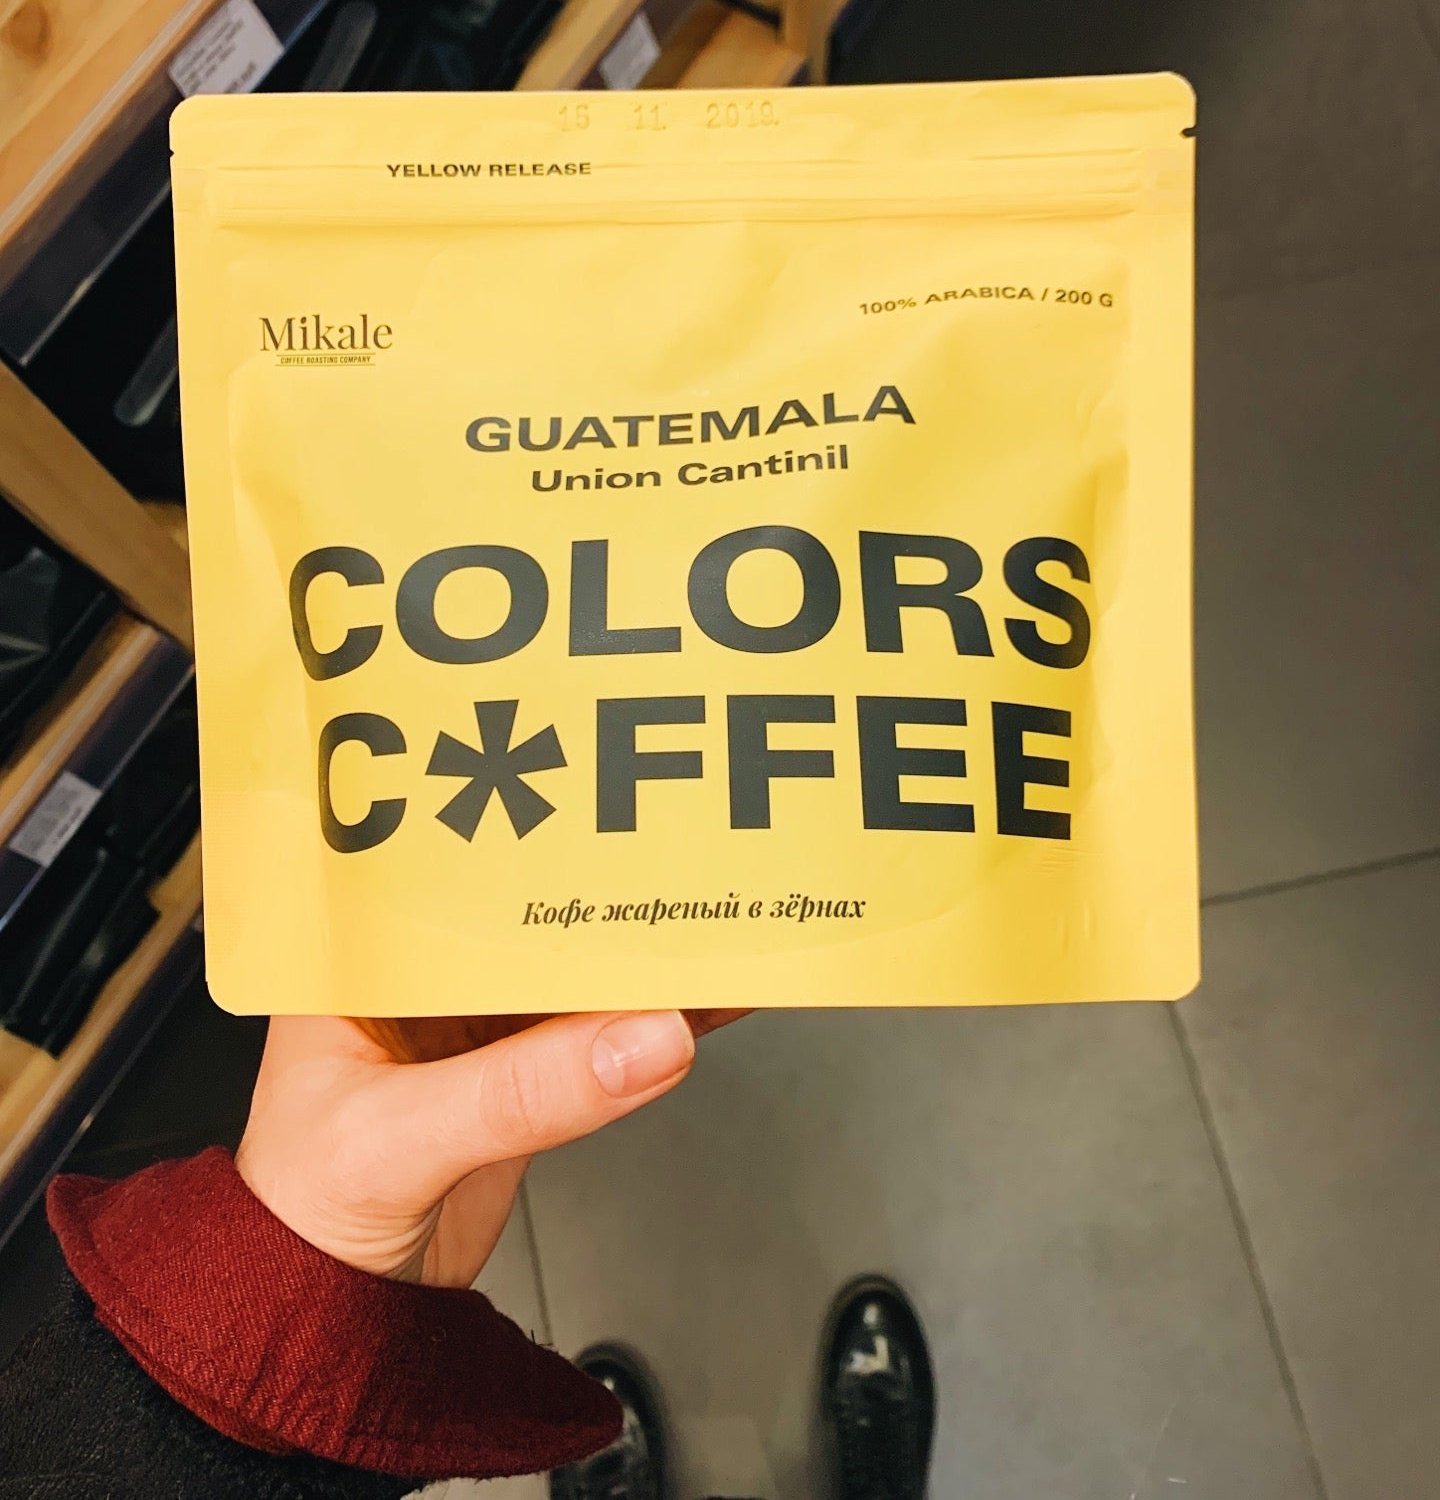 15 11 2019.
YELLOW RELEASE
100% ARABICA / 200 G
Mikale
COFFEE ROASTING COMPANY
GUATEMALA
Union Cantinil
COLORS
C*FFEE
Кофе жареный в зёрнах